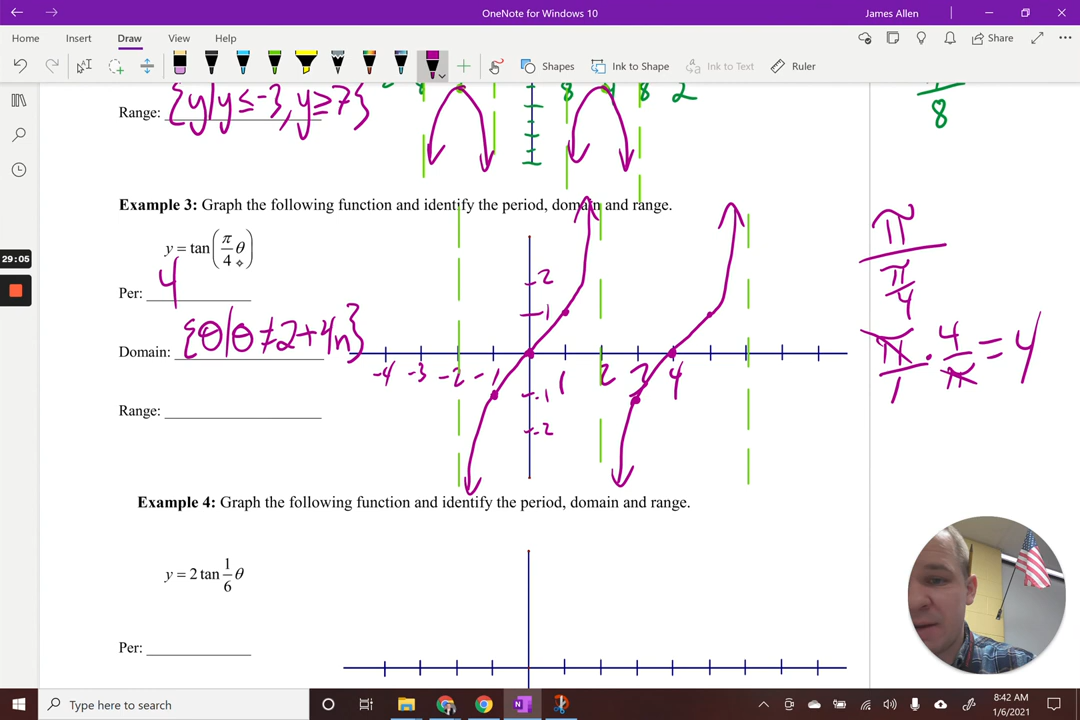 OneNote for Windows 10
James Allen
Home Insert Draw View Help
Share
Shapes Ink to Shape Ink to Text Ruler
Range: {y|y≤-3, y≥7}
8 8 2
8
Example 3: Graph the following function and identify the period, domain and range.
y = tan(π/4 θ)
Per: 4
Domain: {θ|θ≠2+4n}
Range:
2
1
-4 -3 -2 -1 1 2 3 4
-1
-2
π
π/4
π/1 · 4/π = 4
29:05
Example 4: Graph the following function and identify the period, domain and range.
y = 2 tan 1/6 θ
Per:
Type here to search
8:42 AM
1/6/2021